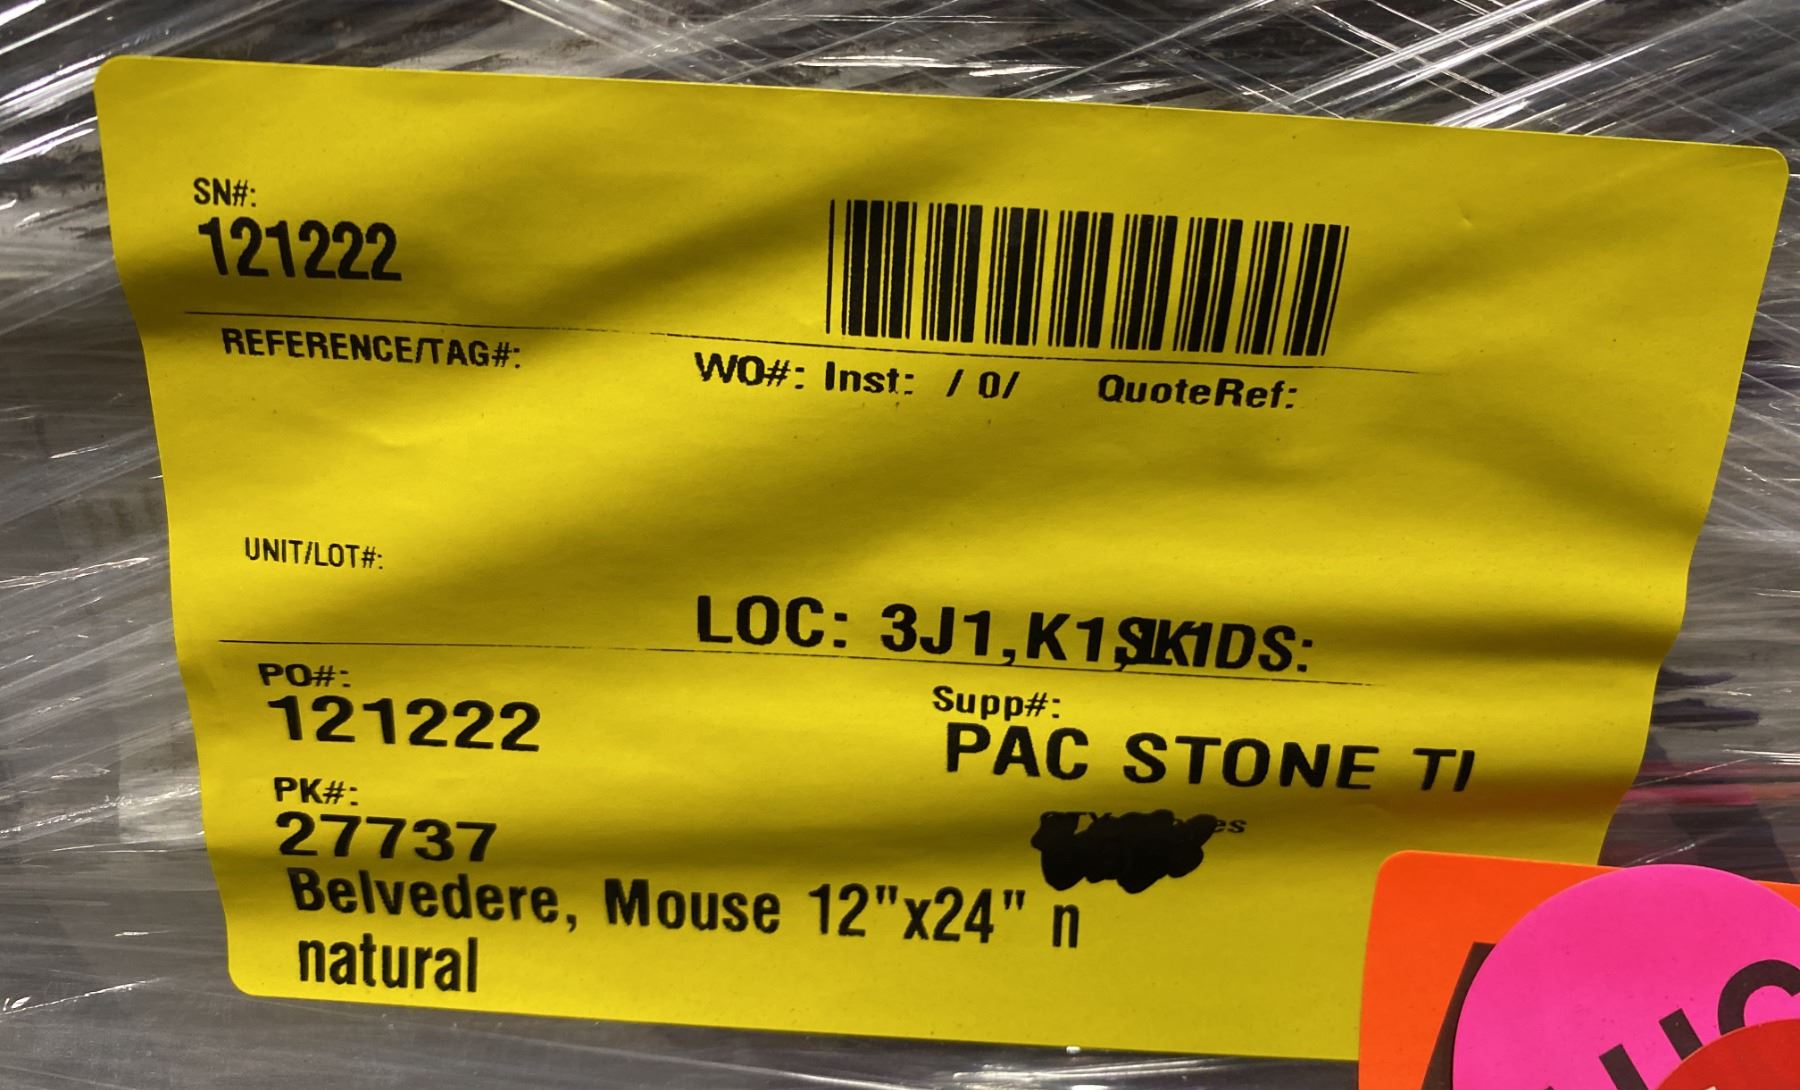 SN#:
121222
REFERENCE/TAG#:
WO#: Inst: / 0/ QuoteRef:
UNIT/LOT#:
LOC: 3J1,K1, SKIDS:
PO#:
121222
Supp#:
PAC STONE TI
PK#:
27737
Belvedere, Mouse 12"x24" n
natural